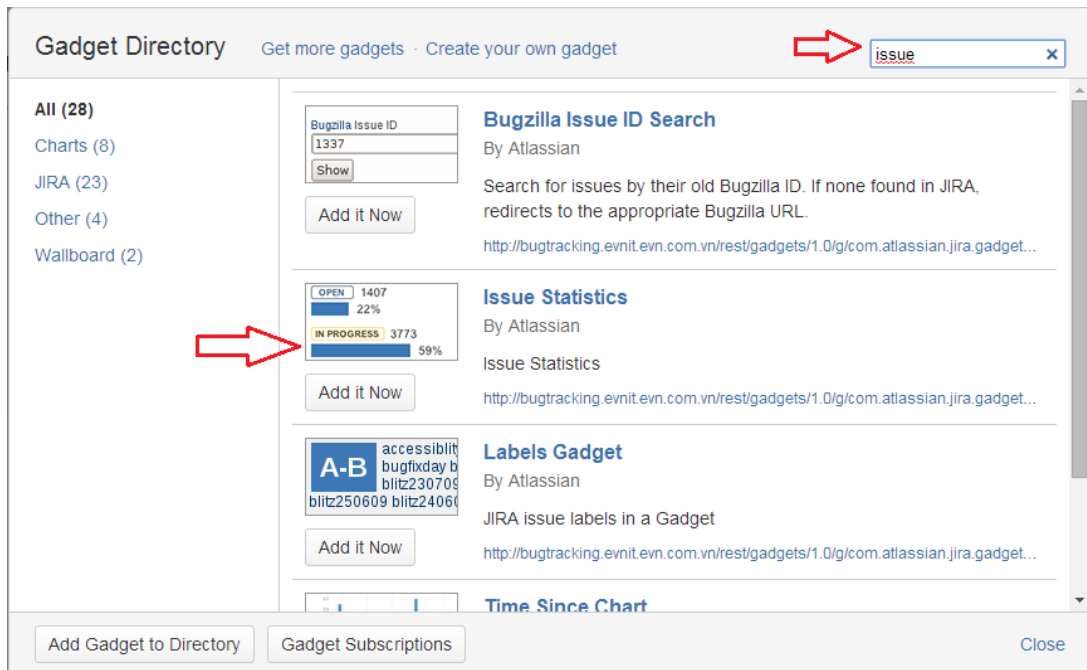 Gadget Directory Get more gadgets · Create your own gadget issue
All (28)
Charts (8)
JIRA (23)
Other (4)
Wallboard (2)
Bugzilla Issue ID
1337
Show
Add it Now
Bugzilla Issue ID Search
By Atlassian
Search for issues by their old Bugzilla ID. If none found in JIRA,
redirects to the appropriate Bugzilla URL.
http://bugtracking.evnit.evn.com.vn/rest/gadgets/1.0/g/com.atlassian.jira.gadget...
OPEN 1407
22%
IN PROGRESS 3773
59%
Add it Now
Issue Statistics
By Atlassian
Issue Statistics
http://bugtracking.evnit.evn.com.vn/rest/gadgets/1.0/g/com.atlassian.jira.gadget...
A-B
accessiblit
bugfixday b
blitz230709
blitz250609 blitz24060
Add it Now
Labels Gadget
By Atlassian
JIRA issue labels in a Gadget
http://bugtracking.evnit.evn.com.vn/rest/gadgets/1.0/g/com.atlassian.jira.gadget...
Time Since Chart
Add Gadget to Directory Gadget Subscriptions Close